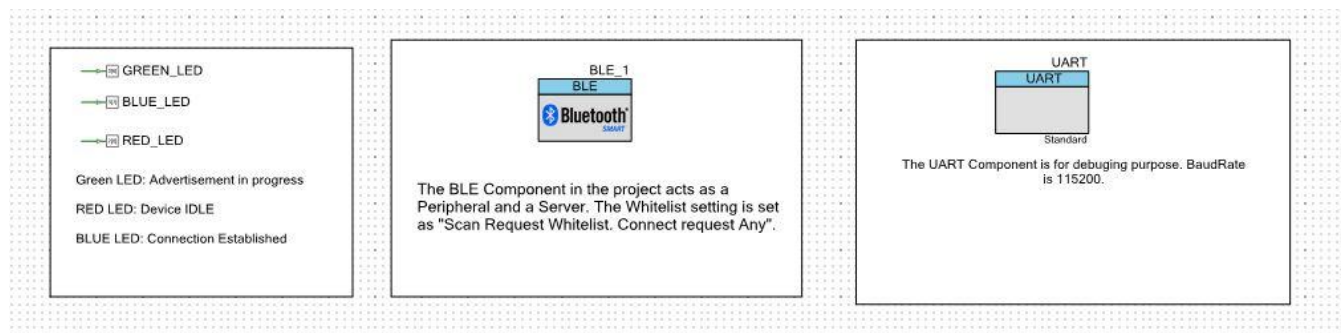 GREEN_LED
BLUE_LED
RED_LED
Green LED: Advertisement in progress
RED LED: Device IDLE
BLUE LED: Connection Established
BLE_1
BLE
Bluetooth
SMART
The BLE Component in the project acts as a
Peripheral and a Server. The Whitelist setting is set
as "Scan Request Whitelist. Connect request Any".
UART
UART
Standard
The UART Component is for debuging purpose. BaudRate
is 115200.